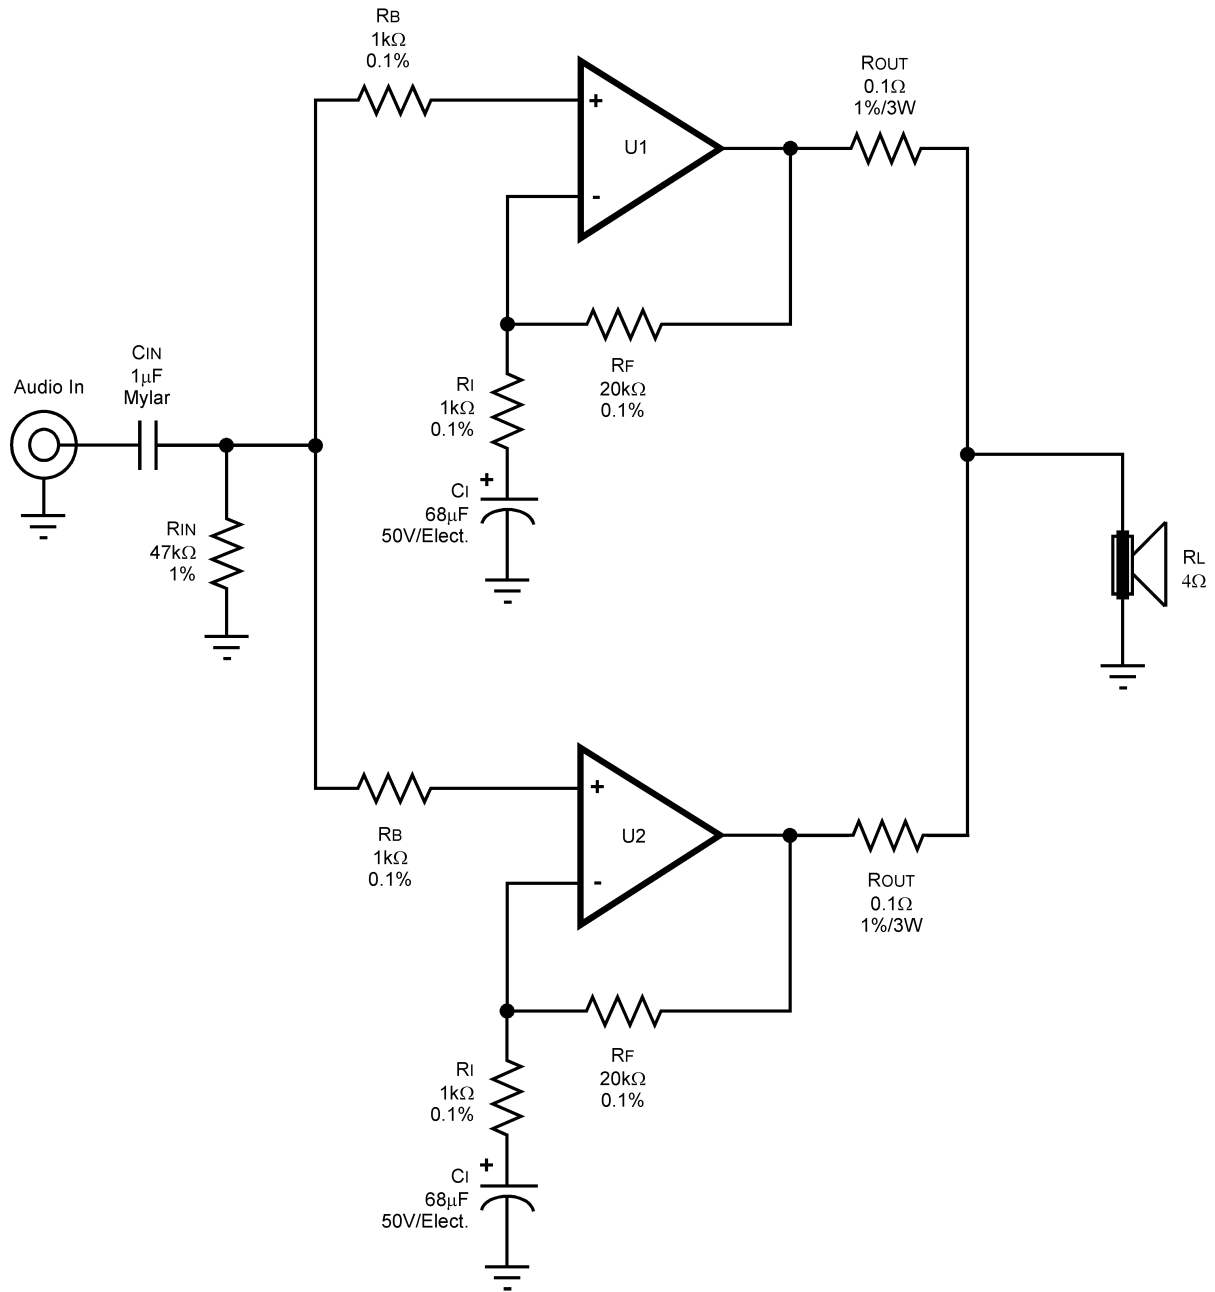 RB
1kΩ
0.1%
+
U1
-
ROUT
0.1Ω
1%/3W
RF
20kΩ
0.1%
RI
1kΩ
0.1%
+
CI
68µF
50V/Elect.
CIN
1µF
Mylar
Audio In
RIN
47kΩ
1%
RL
4Ω
RB
1kΩ
0.1%
+
U2
-
ROUT
0.1Ω
1%/3W
RF
20kΩ
0.1%
RI
1kΩ
0.1%
+
CI
68µF
50V/Elect.